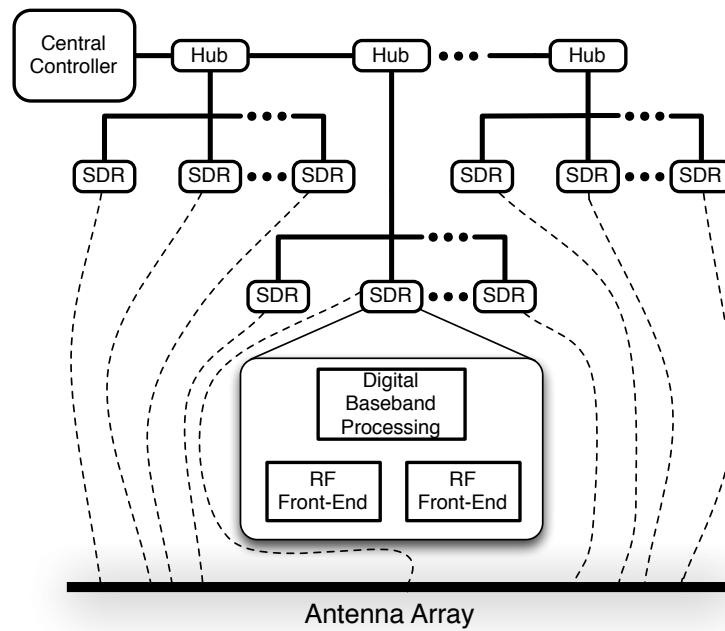 Central
Controller
Hub
Hub
Hub
SDR
SDR
SDR
SDR
SDR
SDR
SDR
SDR
SDR
Digital
Baseband
Processing
RF
Front-End
RF
Front-End
Antenna Array